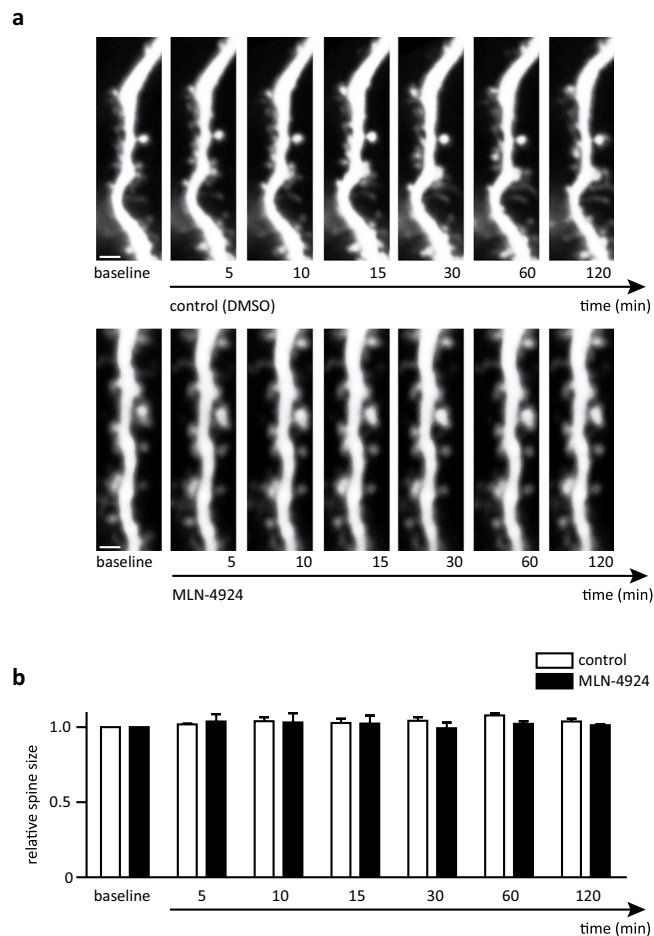 a
baseline 5 10 15 30 60 120
control (DMSO) time (min)
baseline 5 10 15 30 60 120
MLN-4924 time (min)
b
control
MLN-4924
relative spine size
1.0
0.5
0
baseline 5 10 15 30 60 120
time (min)